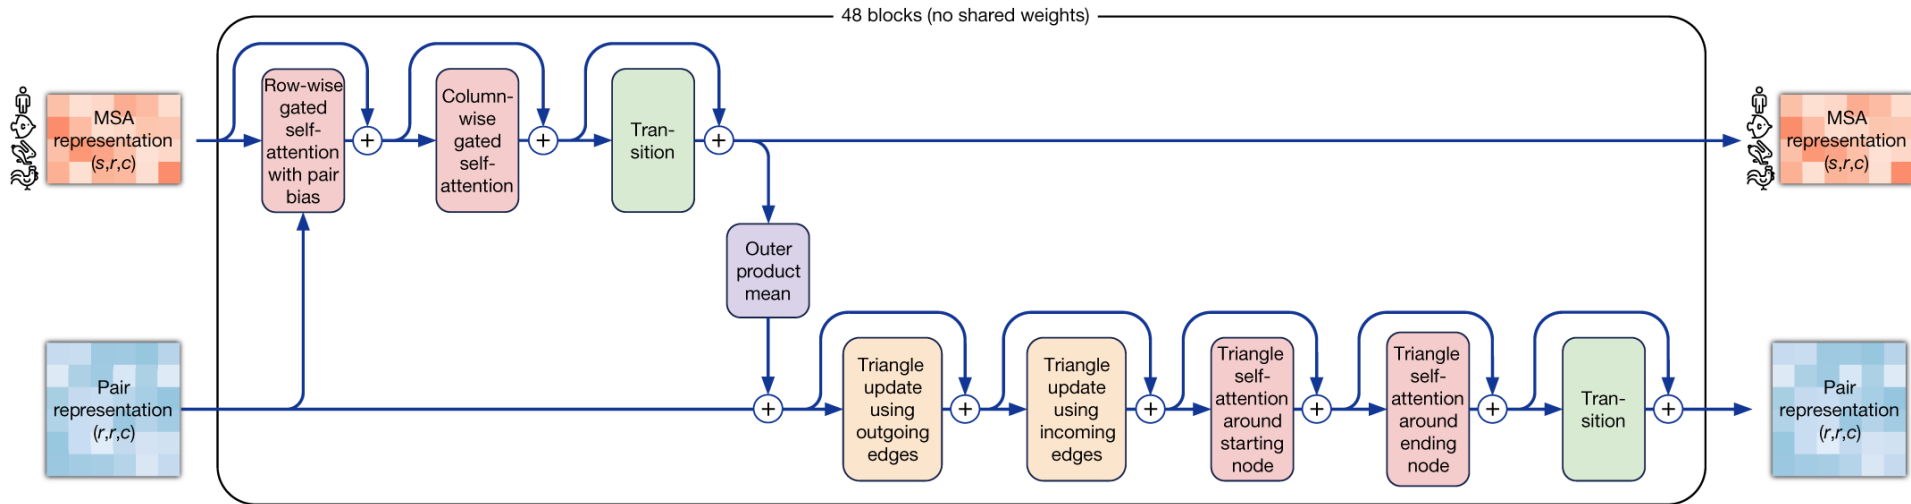 48 blocks (no shared weights)
MSA
representation
(s,r,c)
Row-wise
gated
self-
attention
with pair
bias
Column-
wise
gated
self-
attention
Tran-
sition
MSA
representation
(s,r,c)
Outer
product
mean
Pair
representation
(r,r,c)
Triangle
update
using
outgoing
edges
Triangle
update
using
incoming
edges
Triangle
self-
attention
around
starting
node
Triangle
self-
attention
around
ending
node
Tran-
sition
Pair
representation
(r,r,c)